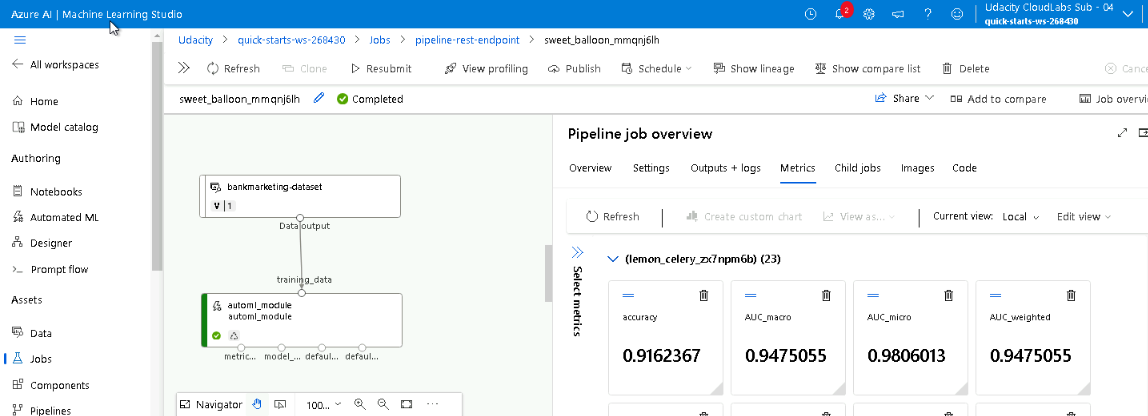 Azure AI | Machine Learning Studio
2
Udacity CloudLabs Sub - 04
quick-starts-ws-268430
Udacity > quick-starts-ws-268430 > Jobs > pipeline-rest-endpoint > sweet_balloon_mmqnj6lh
All workspaces
Refresh Clone Resubmit View profiling Publish Schedule Show lineage Show compare list Delete Cance
Home
sweet_balloon_mmqnj6lh Completed Share Add to compare Job overvi
Model catalog
Authoring
Notebooks
Automated ML
Designer
Prompt flow
Assets
Data
Jobs
Components
Pipelines
bankmarketing-dataset
V | 1
Data output
training_data
automl_module
automl_module
metric... model_... defaul... defaul...
Navigator 100... ...
Pipeline job overview
Overview Settings Outputs + logs Metrics Child jobs Images Code
Refresh Create custom chart View as... Current view: Local Edit view
Select metrics
(lemon_celery_zx7npm6b) (23)
accuracy
0.9162367
AUC_macro
0.9475055
AUC_micro
0.9806013
AUC_weighted
0.9475055